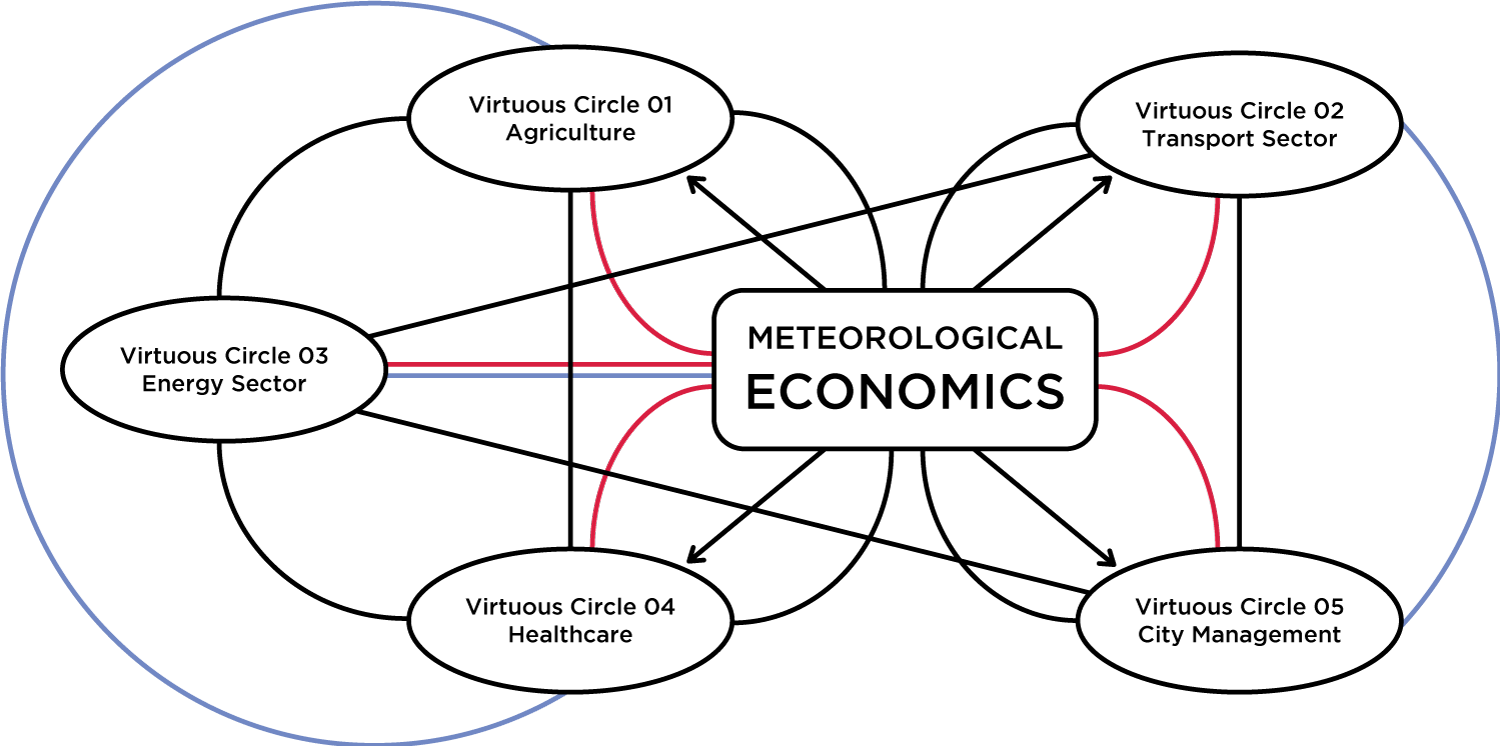 Virtuous Circle 01
Agriculture
Virtuous Circle 02
Transport Sector
Virtuous Circle 03
Energy Sector
METEOROLOGICAL
ECONOMICS
Virtuous Circle 04
Healthcare
Virtuous Circle 05
City Management